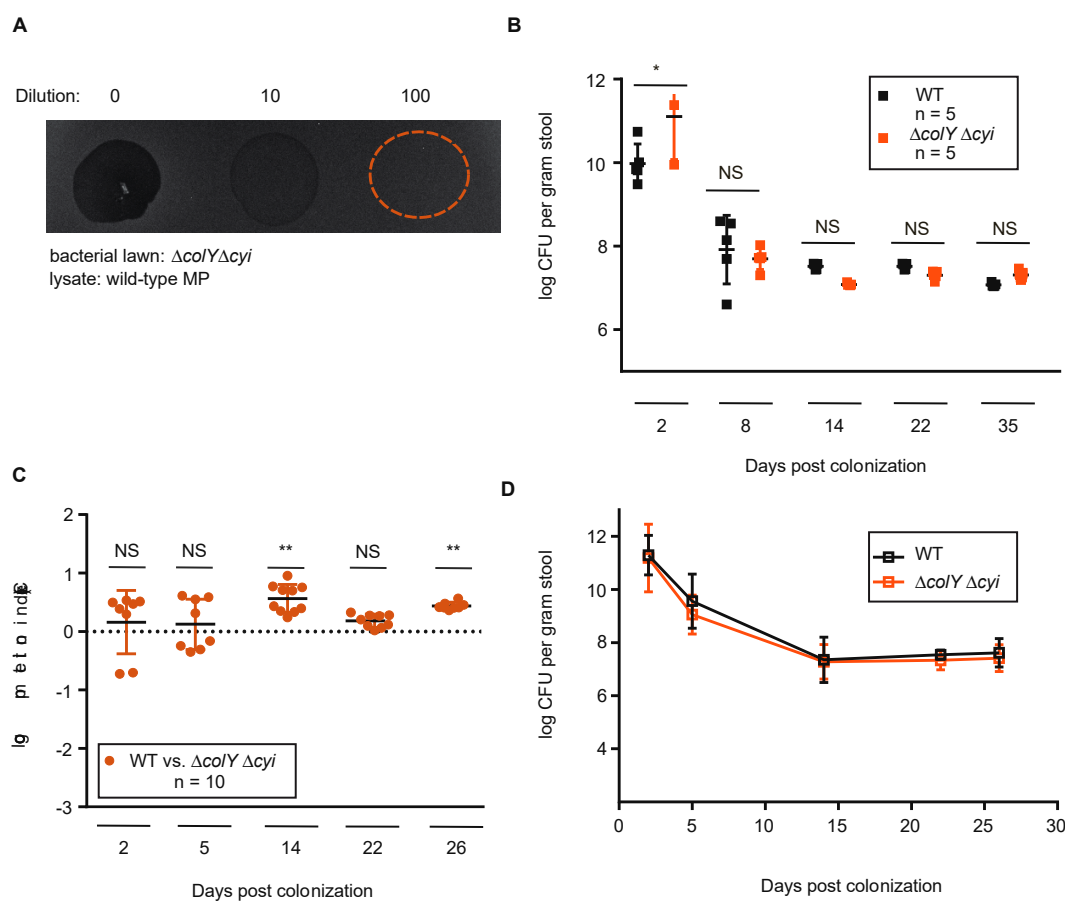 A
Dilution: 0 10 100
bacterial lawn: ΔcolYΔcyi
lysate: wild-type MP
B
log CFU per gram stool
12
10
8
6
*
NS
NS
NS
NS
WT
n = 5
ΔcolY Δcyi
n = 5
2 8 14 22 35
Days post colonization
C
2
1
0
-1
-2
-3
NS NS ** NS **
WT vs. ΔcolY Δcyi
n = 10
2 5 14 22 26
Days post colonization
D
log CFU per gram stool
12
10
8
6
4
WT
ΔcolY Δcyi
0 5 10 15 20 25 30
Days post colonization